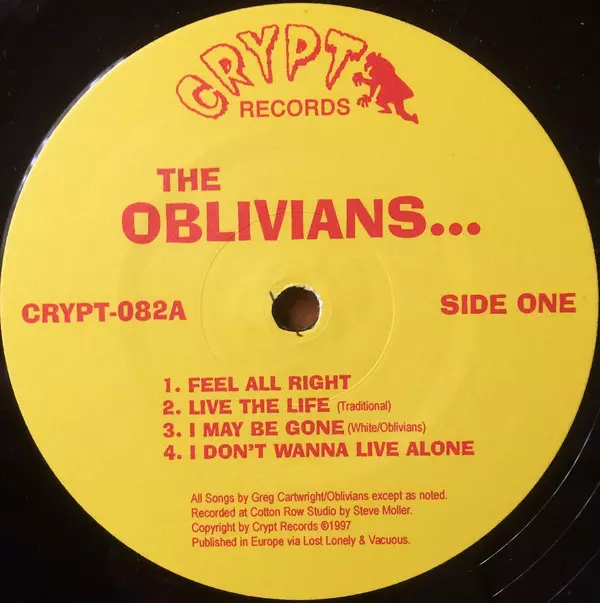 CRYPT
RECORDS
THE
OBLIVIANS...
CRYPT-082A
SIDE ONE
1. FEEL ALL RIGHT
2. LIVE THE LIFE (Traditional)
3. I MAY BE GONE (White/Oblivians)
4. I DON'T WANNA LIVE ALONE
All Songs by Greg Cartwright/Oblivians except as noted.
Recorded at Cotton Row Studio by Steve Moller.
Copyright by Crypt Records ©1997
Published in Europe via Lost Lonely & Vacuous.